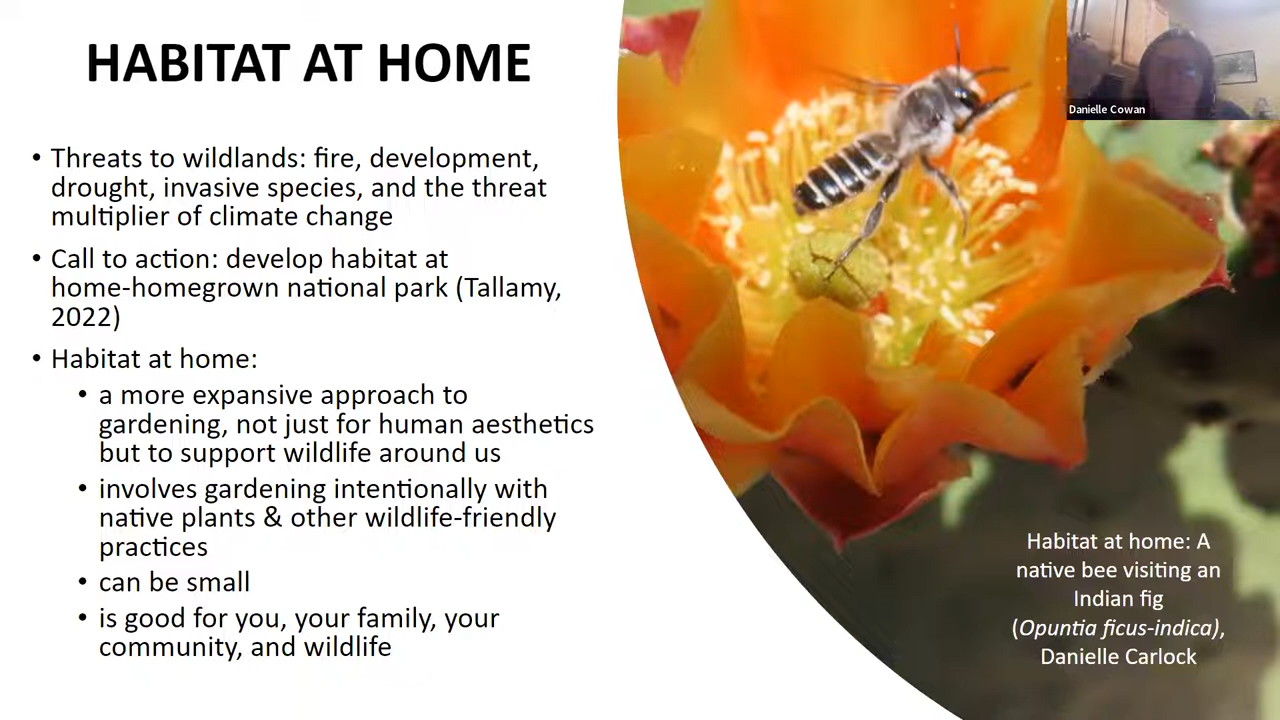 HABITAT AT HOME
• Threats to wildlands: fire, development,
drought, invasive species, and the threat
multiplier of climate change
• Call to action: develop habitat at
home-homegrown national park (Tallamy,
2022)
• Habitat at home:
• a more expansive approach to
gardening, not just for human aesthetics
but to support wildlife around us
• involves gardening intentionally with
native plants & other wildlife-friendly
practices
• can be small
• is good for you, your family, your
community, and wildlife
Danielle Cowan
Habitat at home: A
native bee visiting an
Indian fig
(Opuntia ficus-indica),
Danielle Carlock